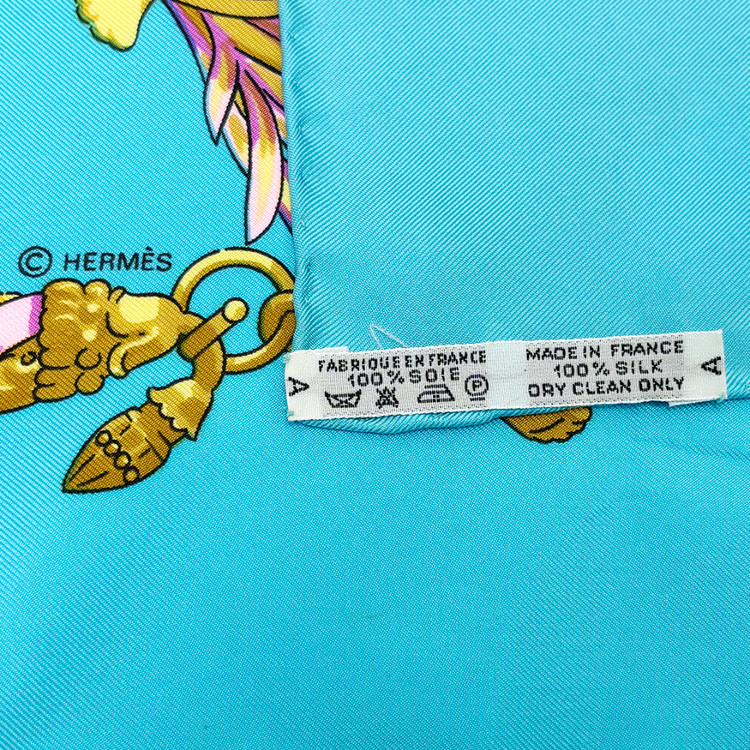 © HERMÈS
A
FABRIQUE EN FRANCE
100% SOIE
P
MADE IN FRANCE
100% SILK
DRY CLEAN ONLY
A